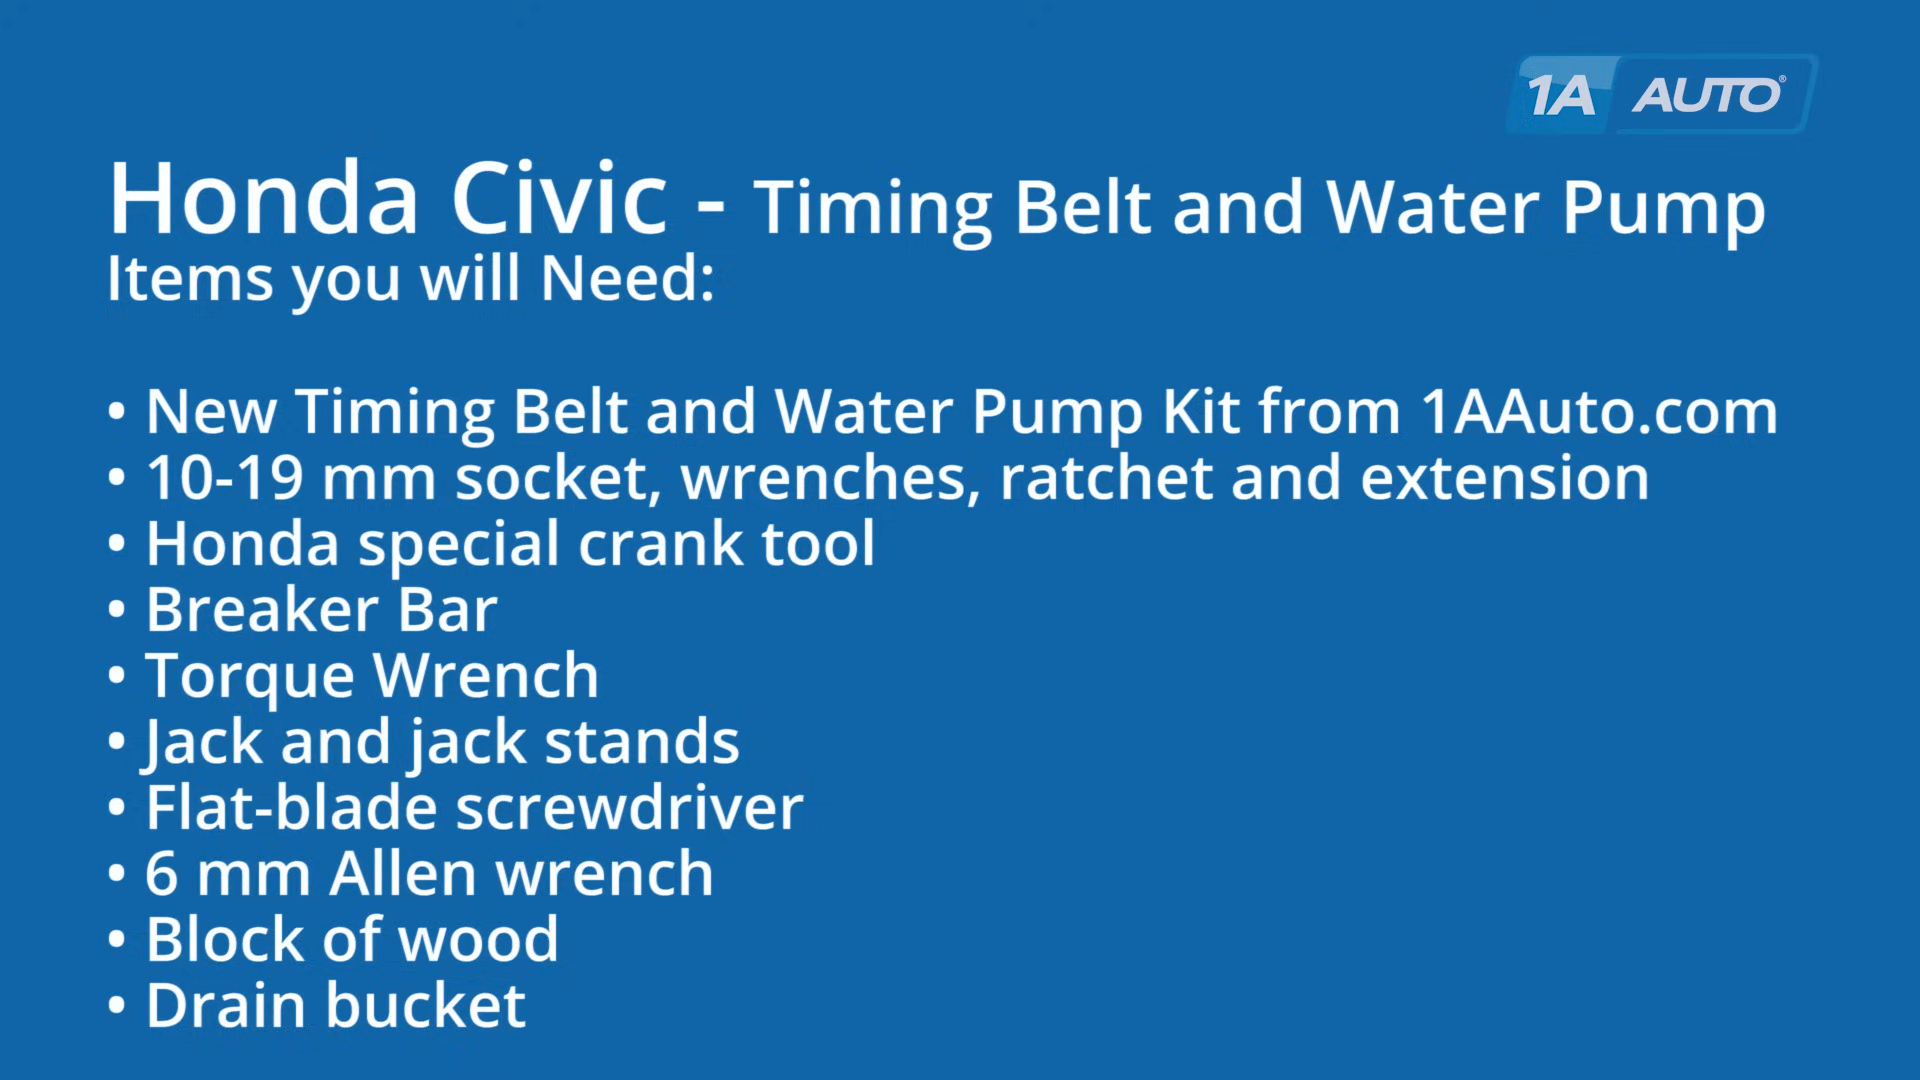 1A AUTO®
Honda Civic - Timing Belt and Water Pump
Items you will Need:
• New Timing Belt and Water Pump Kit from 1AAuto.com
• 10-19 mm socket, wrenches, ratchet and extension
• Honda special crank tool
• Breaker Bar
• Torque Wrench
• Jack and jack stands
• Flat-blade screwdriver
• 6 mm Allen wrench
• Block of wood
• Drain bucket